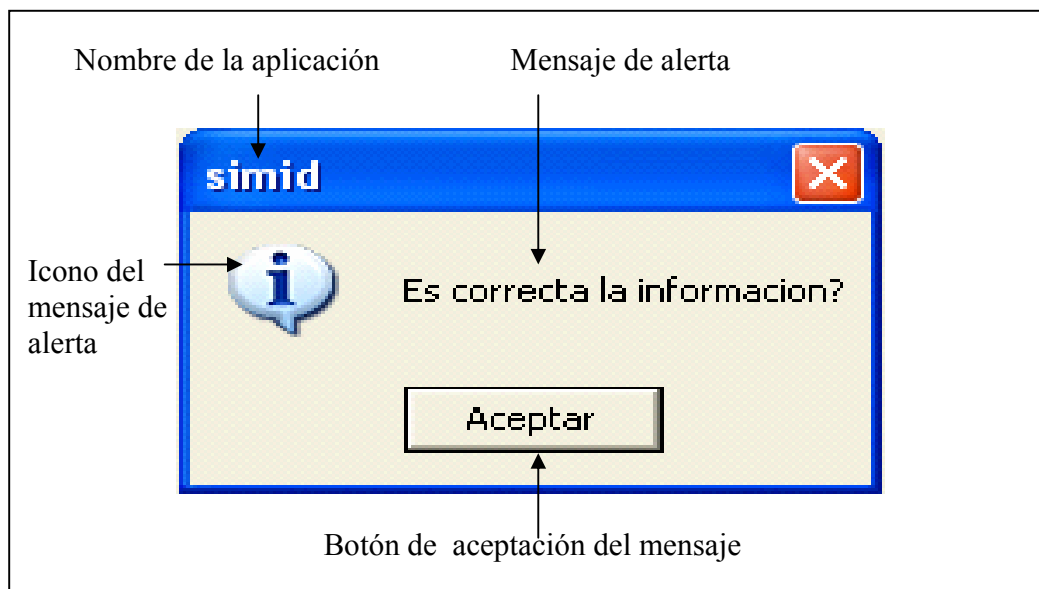 Nombre de la aplicación
Mensaje de alerta
simid
Icono del
mensaje de
alerta
Es correcta la informacion?
Aceptar
Botón de aceptación del mensaje